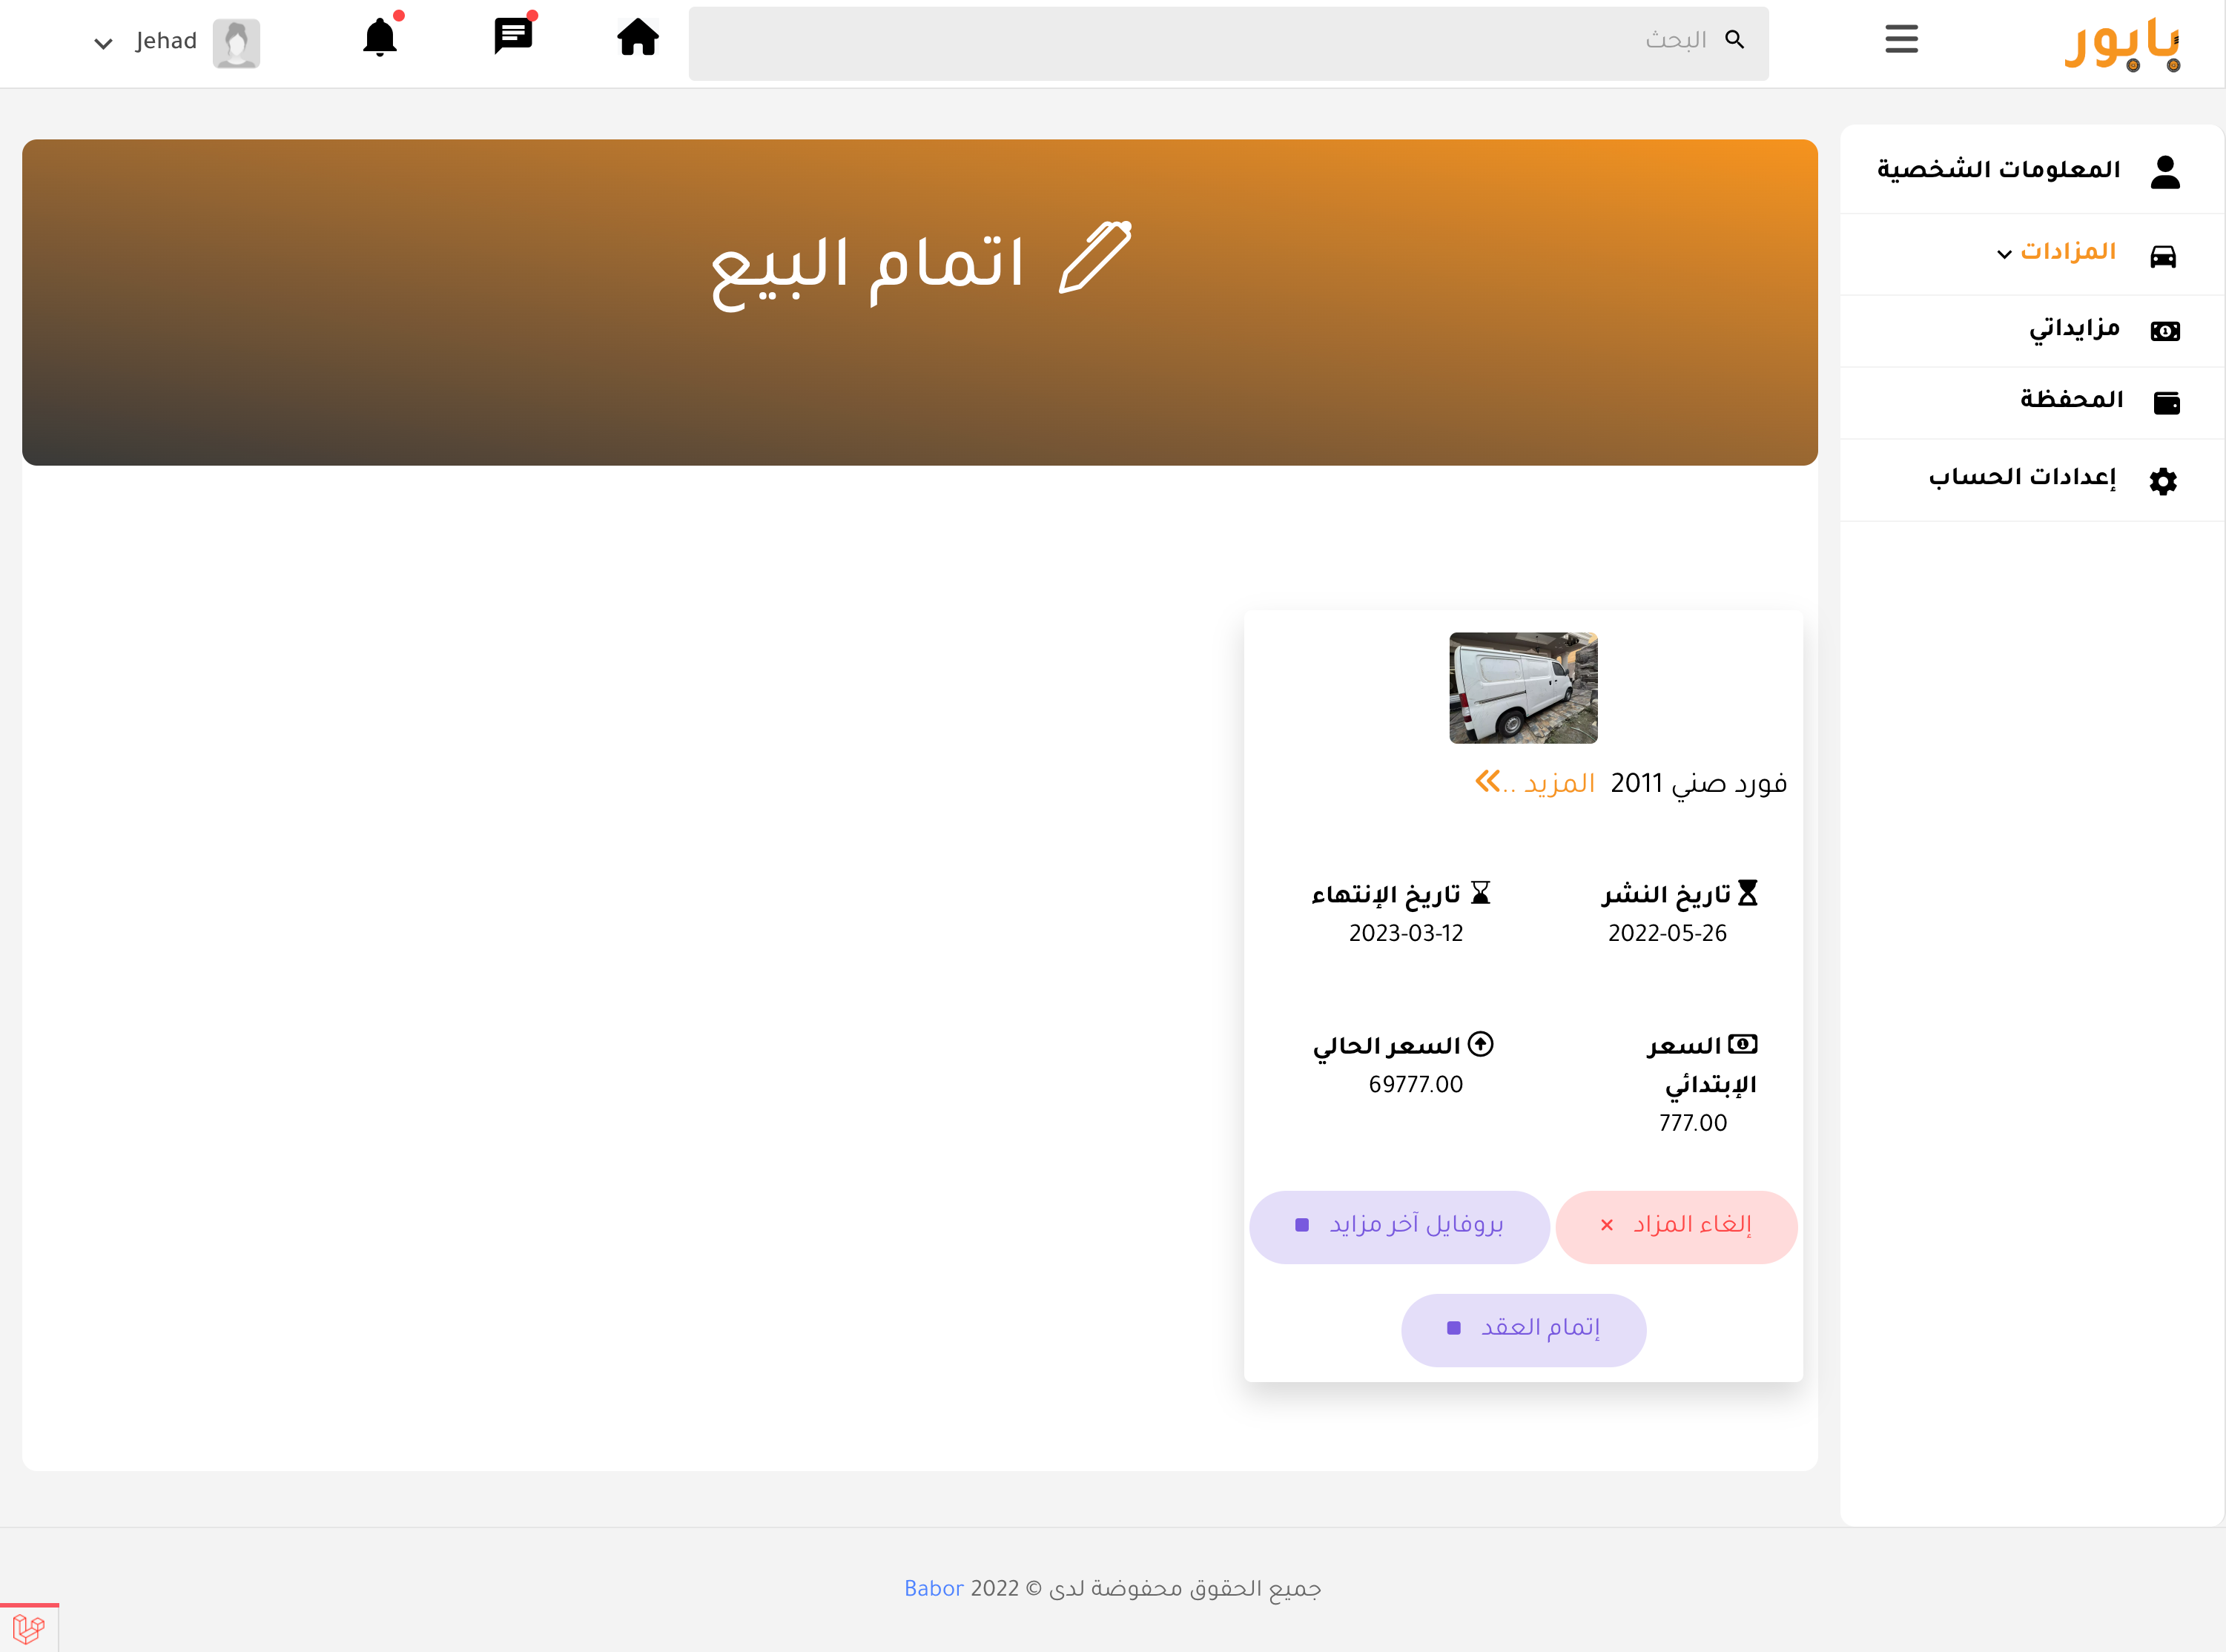 بابور
البحث
Jehad
المعلومات الشخصية
المزادات
مزايداتي
المحفظة
إعدادات الحساب
اتمام البيع
فورد صني 2011 المزيد ..
تاريخ النشر
2022-05-26
تاريخ الإنتهاء
2023-03-12
السعر الإبتدائي
777.00
السعر الحالي
69777.00
إلغاء المزاد
بروفايل آخر مزايد
إتمام العقد
جميع الحقوق محفوضة لدى © 2022 Babor